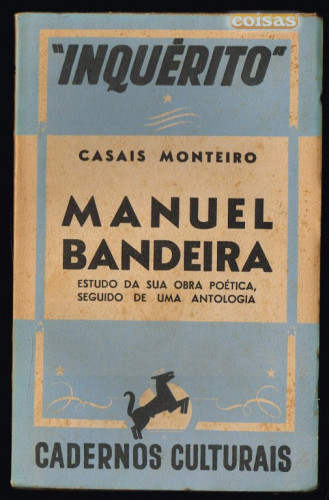 coisas
"INQUÉRITO"
CASAIS MONTEIRO
MANUEL
BANDEIRA
ESTUDO DA SUA OBRA POÉTICA,
SEGUIDO DE UMA ANTOLOGIA
CADERNOS CULTURAIS